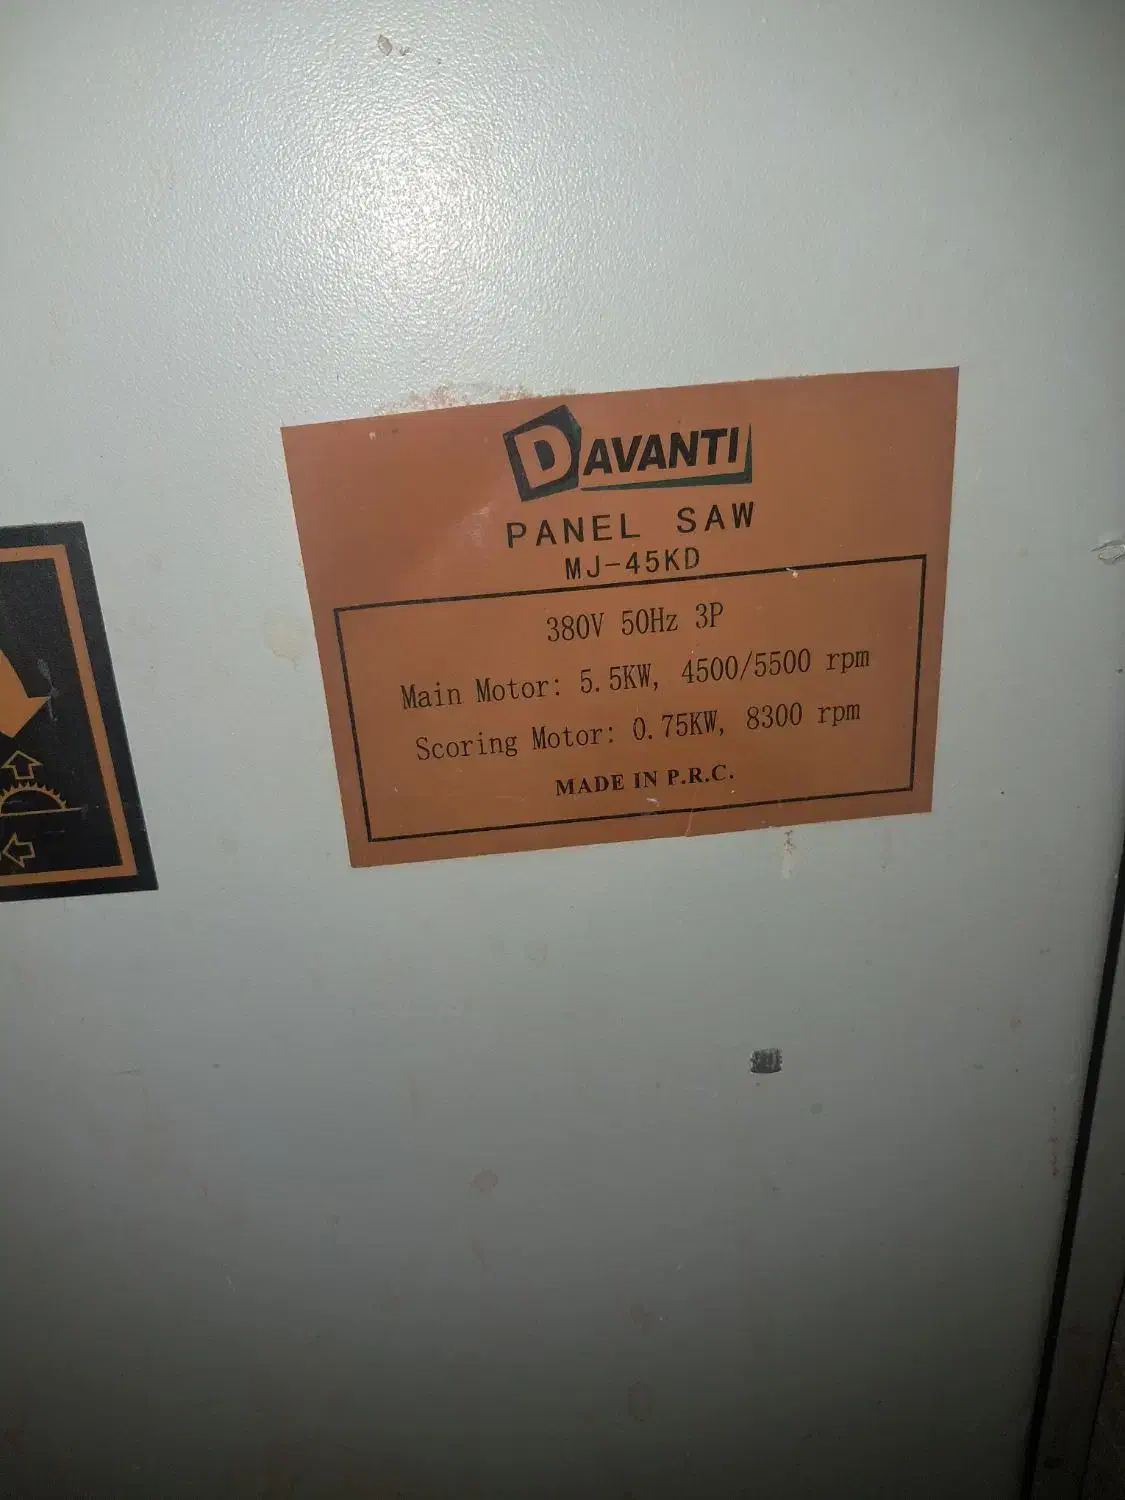 DAVANTI
PANEL SAW
MJ-45KD
380V 50Hz 3P
Main Motor: 5.5KW, 4500/5500 rpm
Scoring Motor: 0.75KW, 8300 rpm
MADE IN P.R.C.